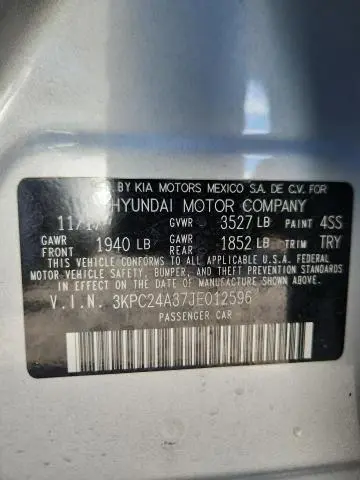 D. BY KIA MOTORS MEXICO S.A. DE C.V. FOR
HYUNDAI MOTOR COMPANY
11/17 GVWR 3527 LB PAINT 4SS
GAWR FRONT 1940 LB GAWR REAR 1852 LB TRIM TRY
THIS VEHICLE CONFORMS TO ALL APPLICABLE U.S.A. FEDERAL
MOTOR VEHICLE SAFETY, BUMPER, AND THEFT PREVENTION
STANDARDS IN EFFECT ON THE DATE OF MANUFACTURE SHOWN ABOVE.
V.I.N. 3KPC24A37JE012596
PASSENGER CAR